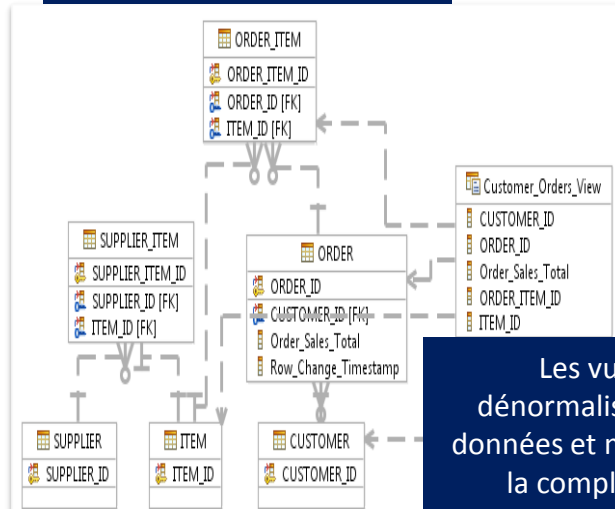 ORDER_ITEM
ORDER_ITEM_ID
ORDER_ID [FK]
ITEM_ID [FK]
Customer_Orders_View
CUSTOMER_ID
ORDER_ID
Order_Sales_Total
ORDER_ITEM_ID
ITEM_ID
SUPPLIER_ITEM
SUPPLIER_ITEM_ID
SUPPLIER_ID [FK]
ITEM_ID [FK]
ORDER
ORDER_ID
CUSTOMER_ID [FK]
Order_Sales_Total
Row_Change_Timestamp
SUPPLIER
SUPPLIER_ID
ITEM
ITEM_ID
CUSTOMER
CUSTOMER_ID
Les vu
dénormalis
données et m
la compl